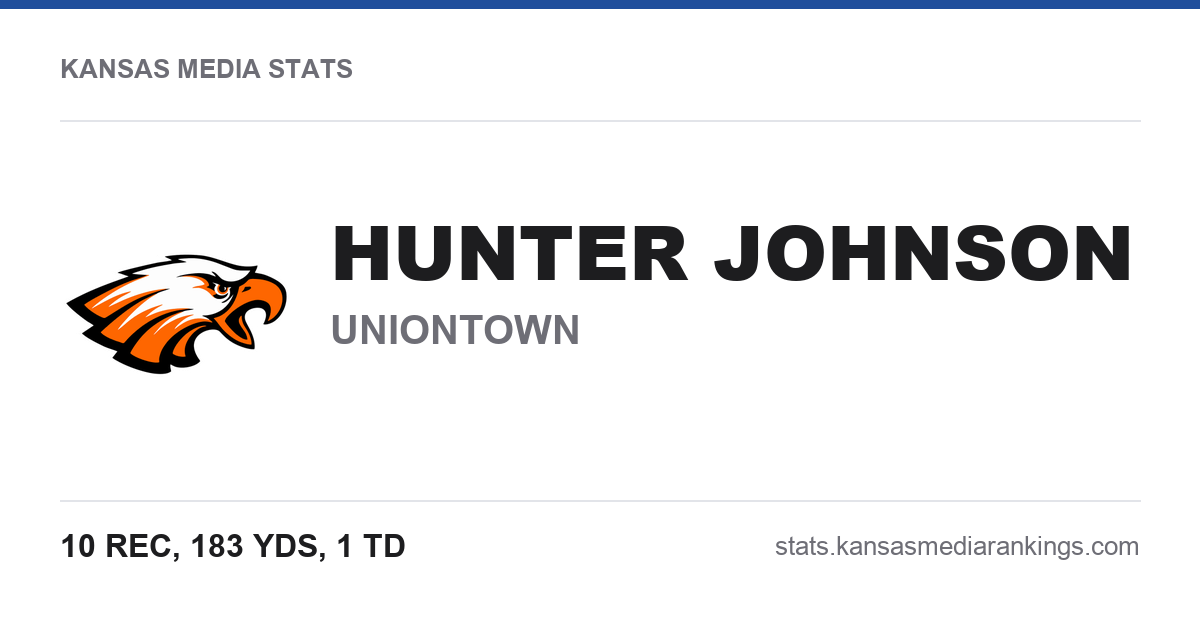 KANSAS MEDIA STATS
HUNTER JOHNSON
UNIONTOWN
10 REC, 183 YDS, 1 TD
stats.kansasmediarankings.com